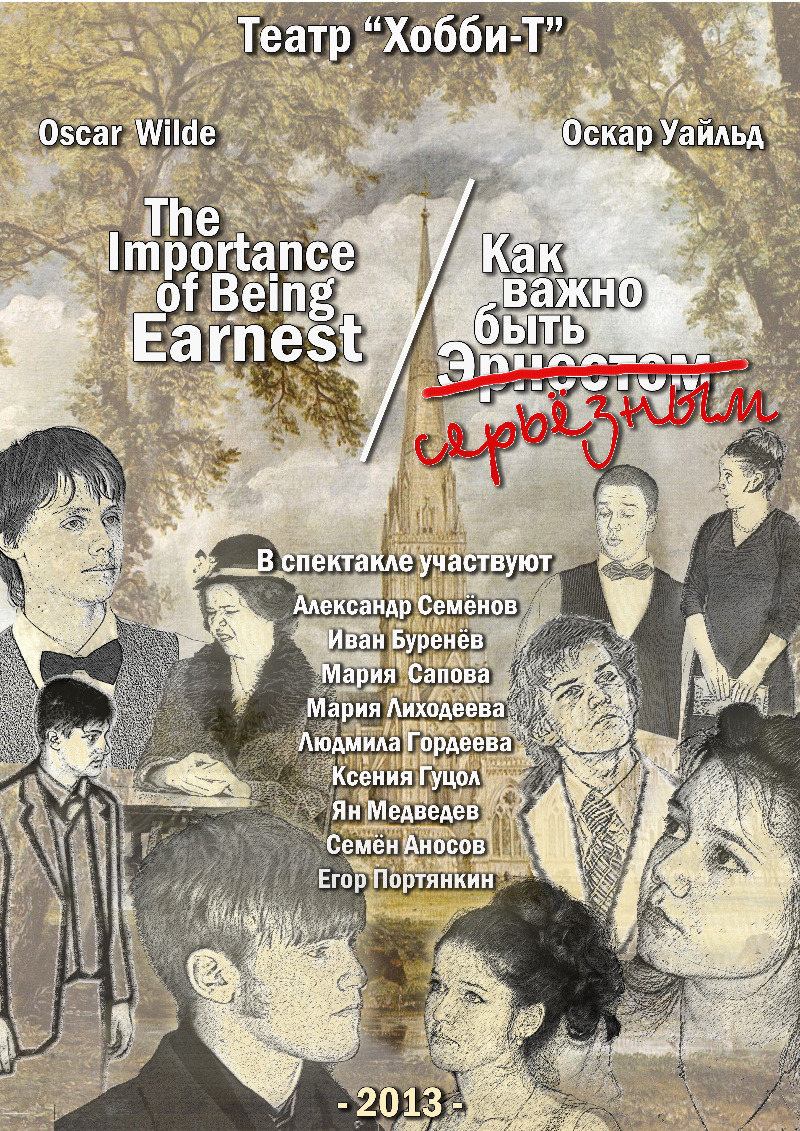 Театр “Хобби-Т”
Oscar Wilde
Оскар Уайльд
The
Importance
of Being
Earnest
/
Как
важно
быть
Эрнестом
серьёзным
В спектакле участвуют
Александр Семёнов
Иван Буренёв
Мария Сапова
Мария Лиходеева
Людмила Гордеева
Ксения Гуцол
Ян Медведев
Семён Аносов
Егор Портянкин
- 2013 -